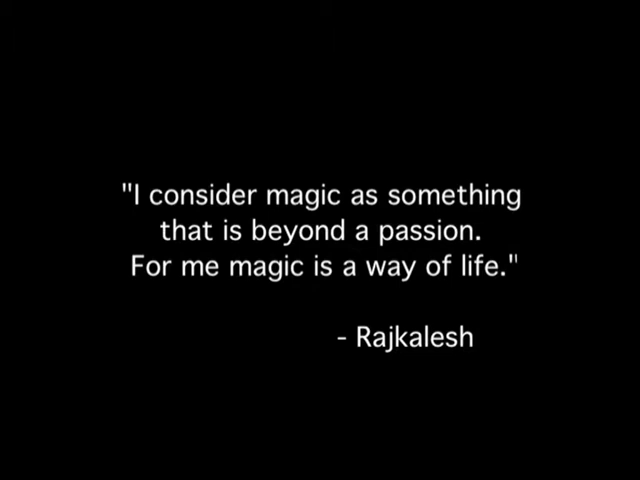 "I consider magic as something
that is beyond a passion.
For me magic is a way of life."
- Rajkalesh